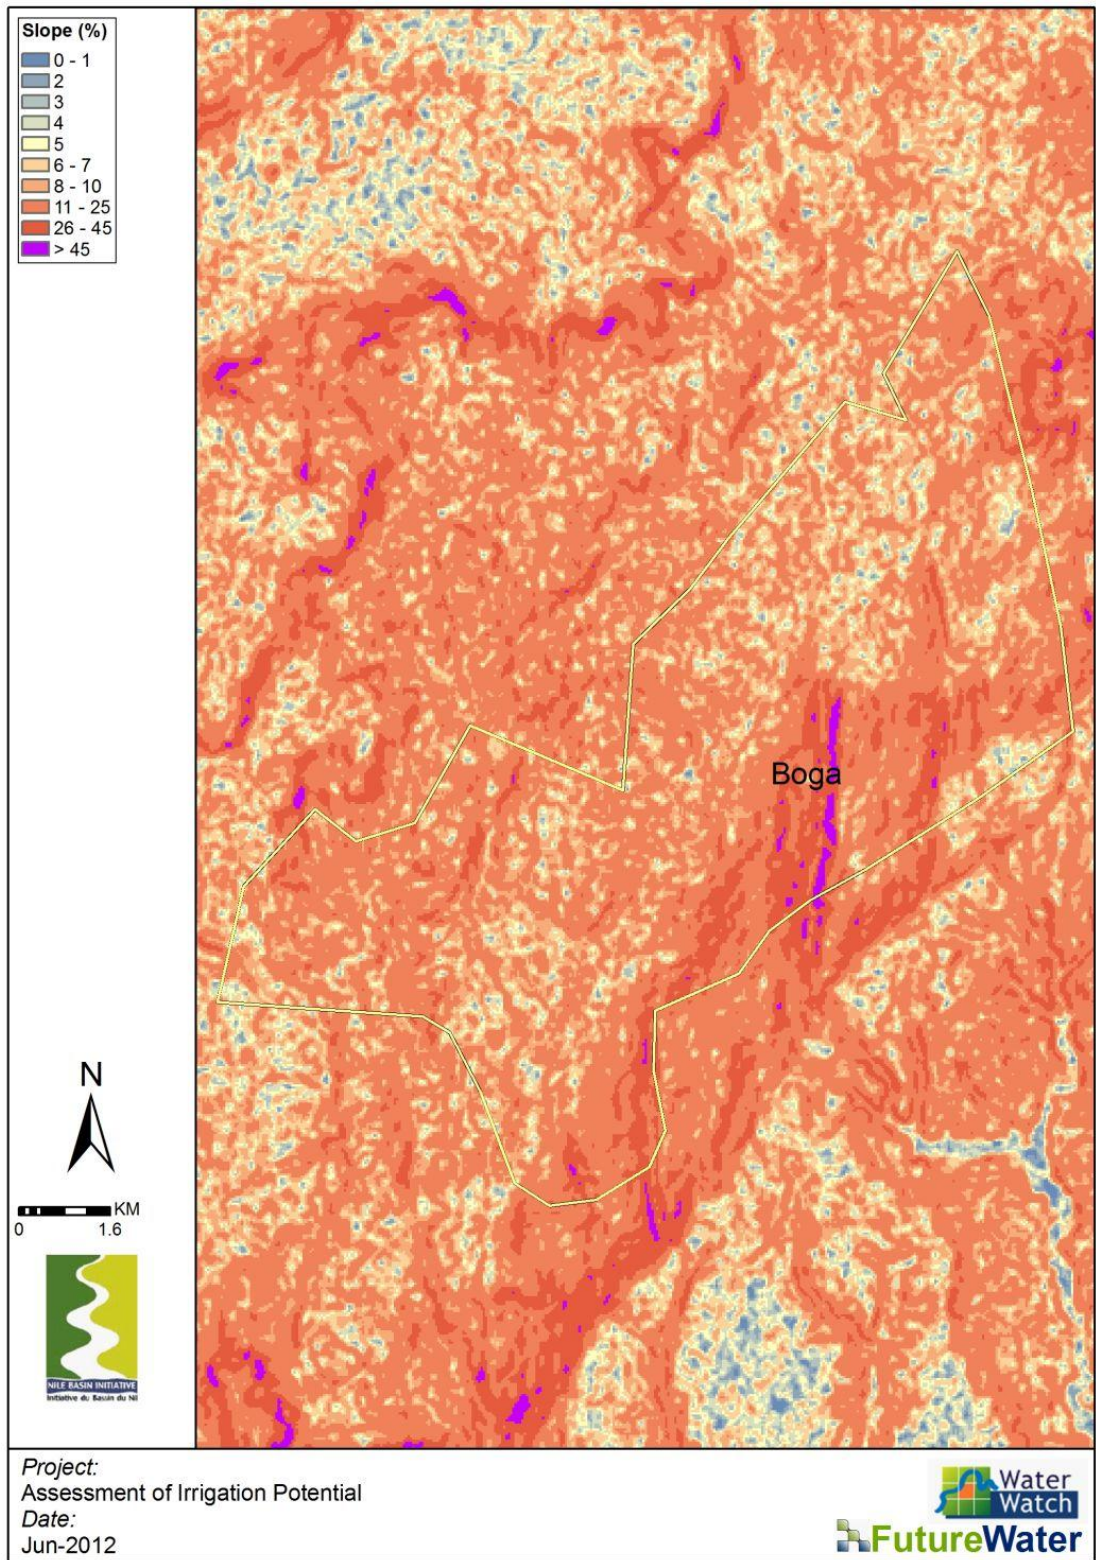 Slope (%)
0 - 1
2
3
4
5
6 - 7
8 - 10
11 - 25
26 - 45
> 45
Boga
N
KM
0 1.6
NILE BASIN INITIATIVE
Initiative du Bassin du Nil
Project:
Assessment of Irrigation Potential
Date:
Jun-2012
Water
Watch
FutureWater